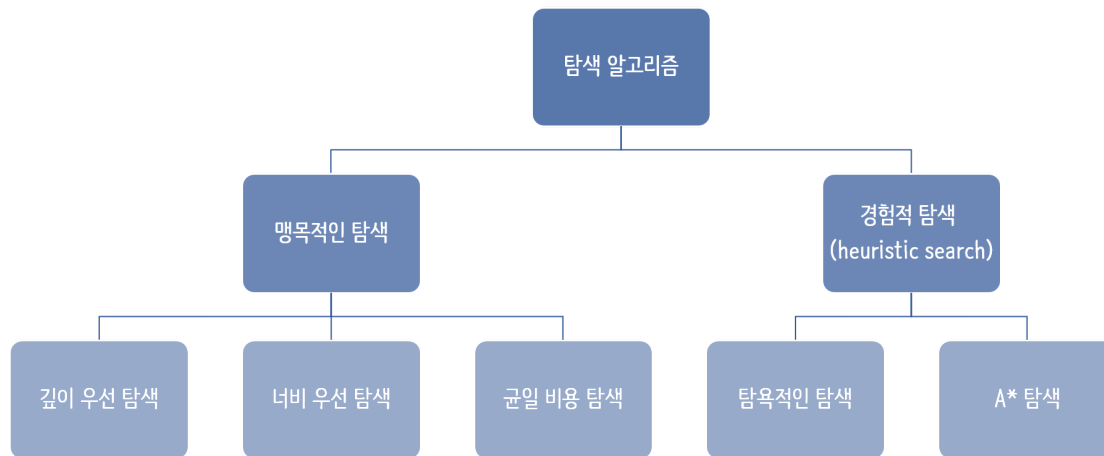 탐색 알고리즘
맹목적인 탐색
경험적 탐색
(heuristic search)
깊이 우선 탐색
너비 우선 탐색
균일 비용 탐색
탐욕적인 탐색
A* 탐색